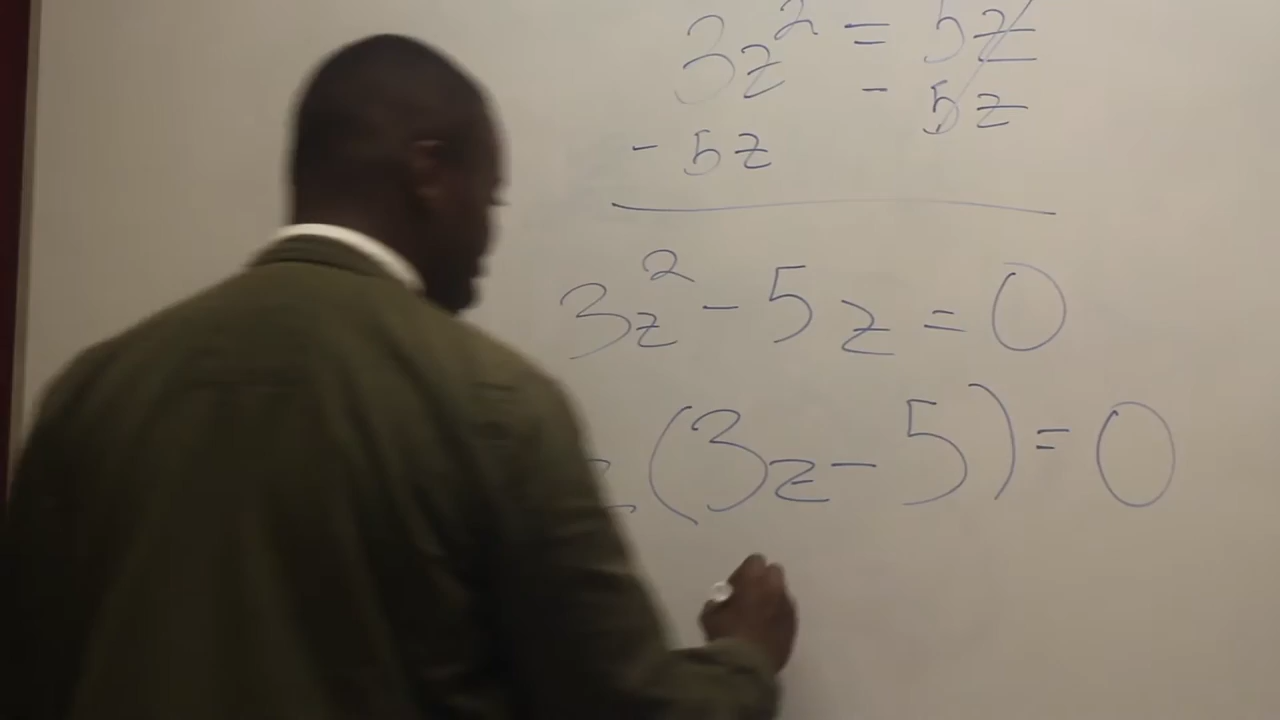 3z² = 5z
- 5z - 5z
3z² - 5z = 0
z(3z - 5) = 0